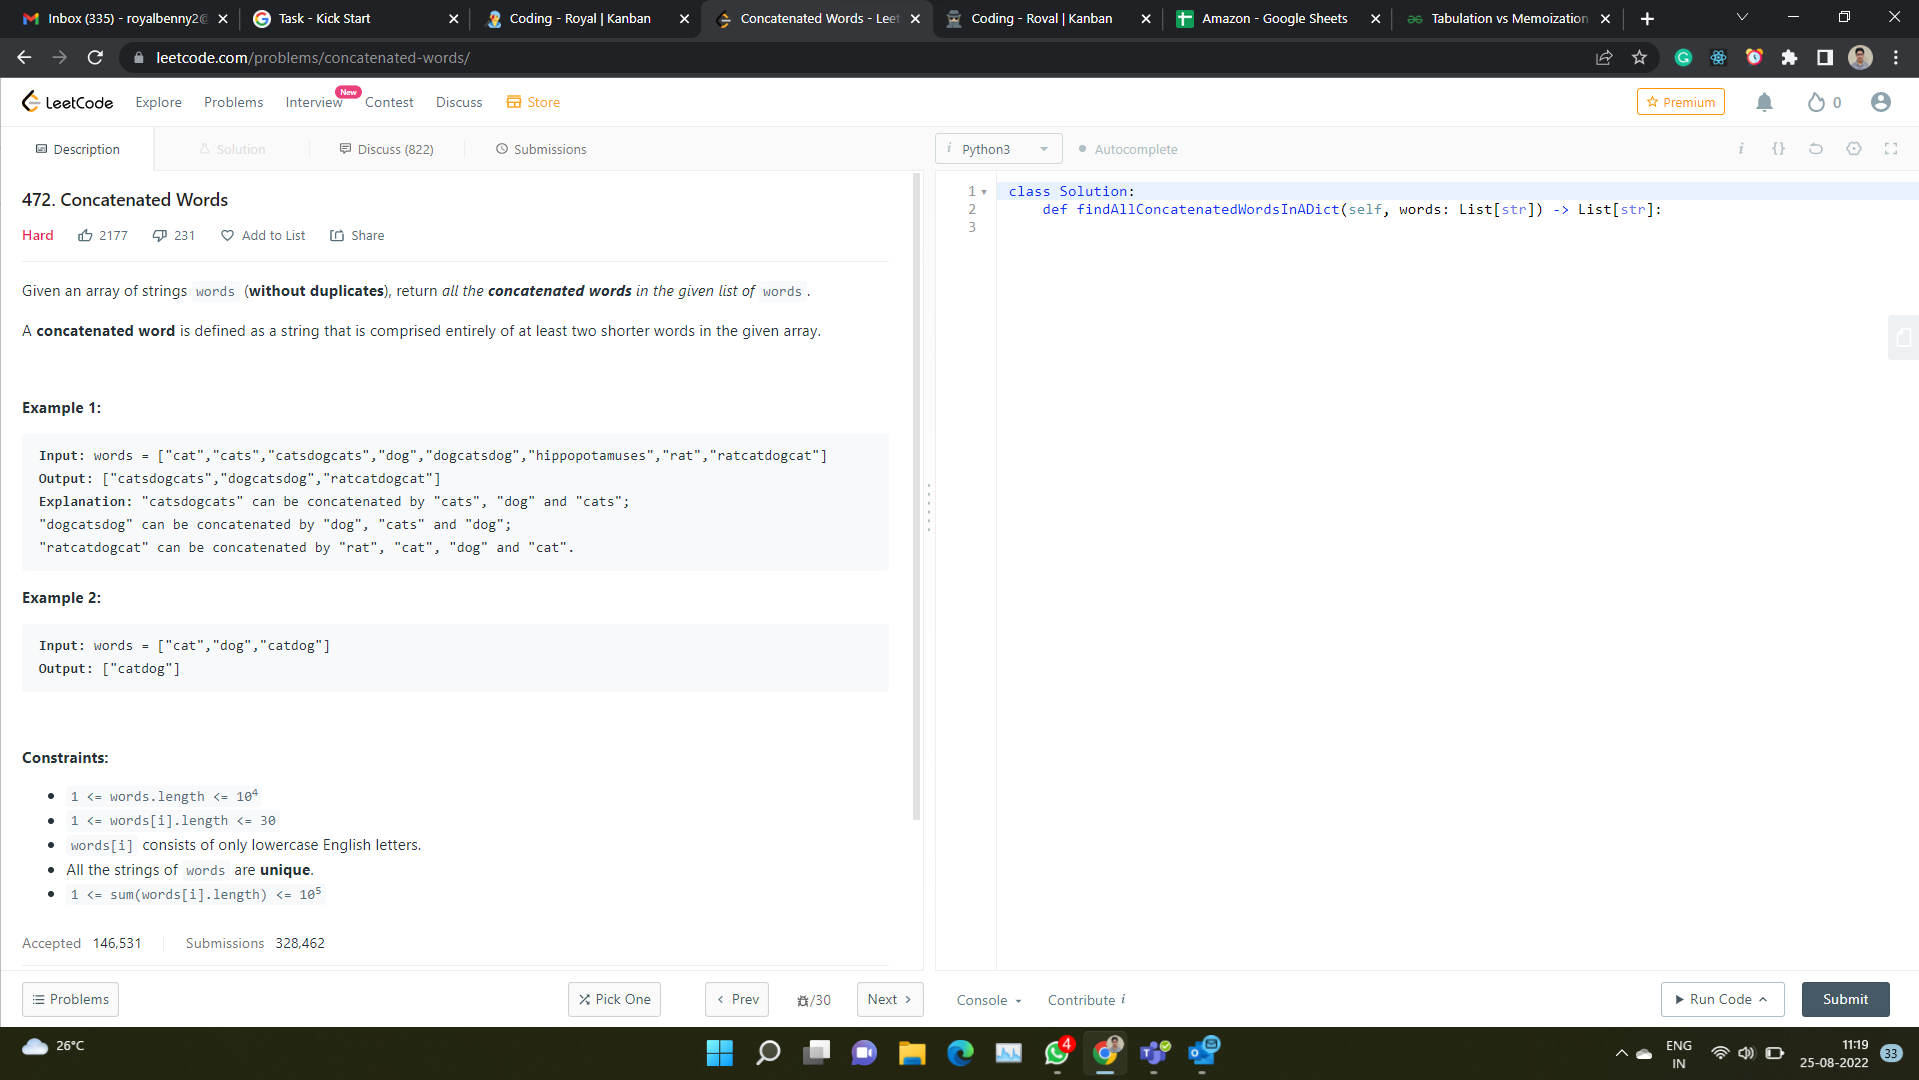 Inbox (335) - royalbenny2@
Task - Kick Start
Coding - Royal | Kanban
Concatenated Words - Leet
Coding - Royal | Kanban
Amazon - Google Sheets
Tabulation vs Memoization
leetcode.com/problems/concatenated-words/
LeetCode Explore Problems Interview New Contest Discuss Store
Premium 0
Description Solution Discuss (822) Submissions
i Python3 Autocomplete
472. Concatenated Words
Hard 2177 231 Add to List Share
Given an array of strings words (without duplicates), return all the concatenated words in the given list of words .
A concatenated word is defined as a string that is comprised entirely of at least two shorter words in the given array.
Example 1:
Input: words = ["cat","cats","catsdogcats","dog","dogcatsdog","hippopotamuses","rat","ratcatdogcat"]
Output: ["catsdogcats","dogcatsdog","ratcatdogcat"]
Explanation: "catsdogcats" can be concatenated by "cats", "dog" and "cats";
"dogcatsdog" can be concatenated by "dog", "cats" and "dog";
"ratcatdogcat" can be concatenated by "rat", "cat", "dog" and "cat".
Example 2:
Input: words = ["cat","dog","catdog"]
Output: ["catdog"]
Constraints:
1 <= words.length <= 10⁴
1 <= words[i].length <= 30
words[i] consists of only lowercase English letters.
All the strings of words are unique.
1 <= sum(words[i].length) <= 10⁵
Accepted 146,531 Submissions 328,462
1 class Solution:
2 def findAllConcatenatedWordsInADict(self, words: List[str]) -> List[str]:
3
Problems Pick One Prev /30 Next Console Contribute i Run Code Submit
26°C
4
ENG
IN
11:19
25-08-2022
33